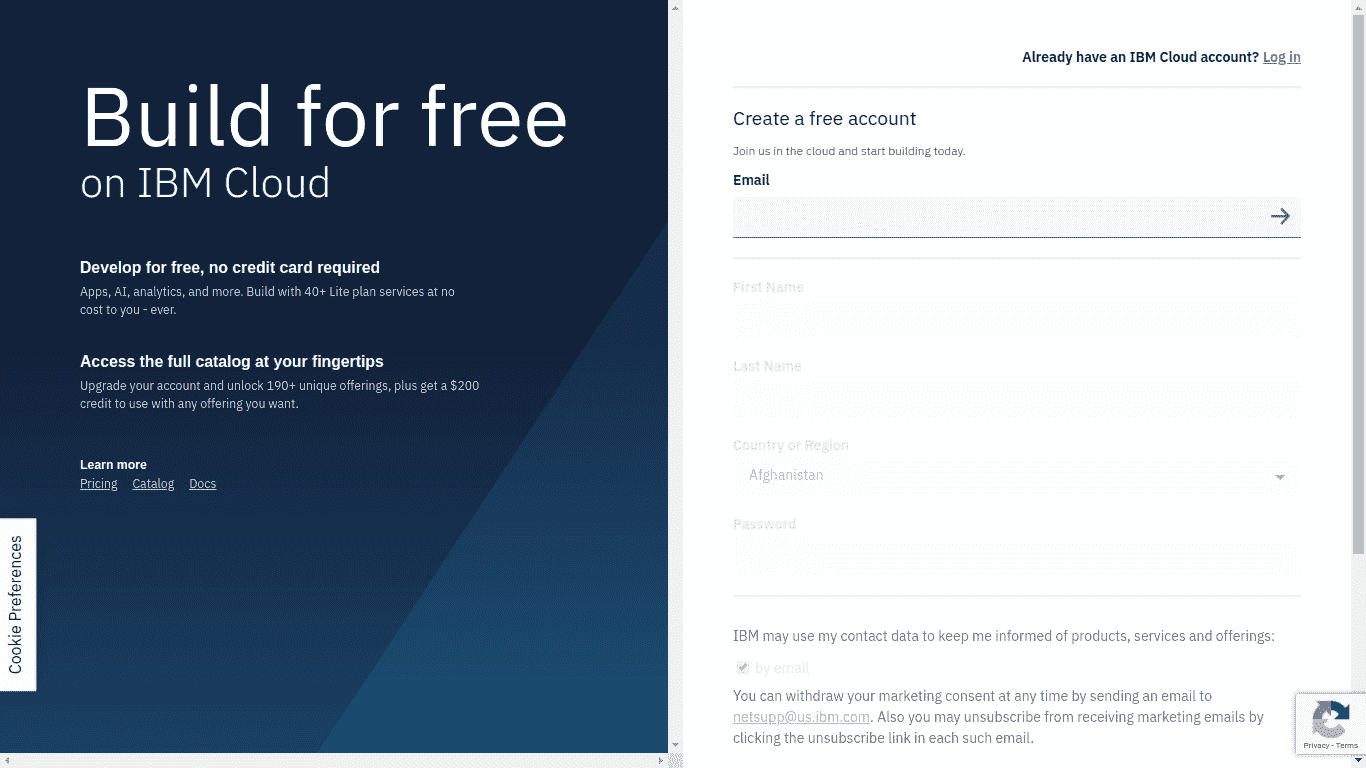 Build for free
on IBM Cloud
Develop for free, no credit card required
Apps, AI, analytics, and more. Build with 40+ Lite plan services at no
cost to you - ever.
Access the full catalog at your fingertips
Upgrade your account and unlock 190+ unique offerings, plus get a $200
credit to use with any offering you want.
Learn more
Pricing Catalog Docs
Cookie Preferences
Already have an IBM Cloud account? Log in
Create a free account
Join us in the cloud and start building today.
Email
First Name
Last Name
Country or Region
Afghanistan
Password
IBM may use my contact data to keep me informed of products, services and offerings:
by email
You can withdraw your marketing consent at any time by sending an email to
netsupp@us.ibm.com. Also you may unsubscribe from receiving marketing emails by
clicking the unsubscribe link in each such email.
Privacy - Terms